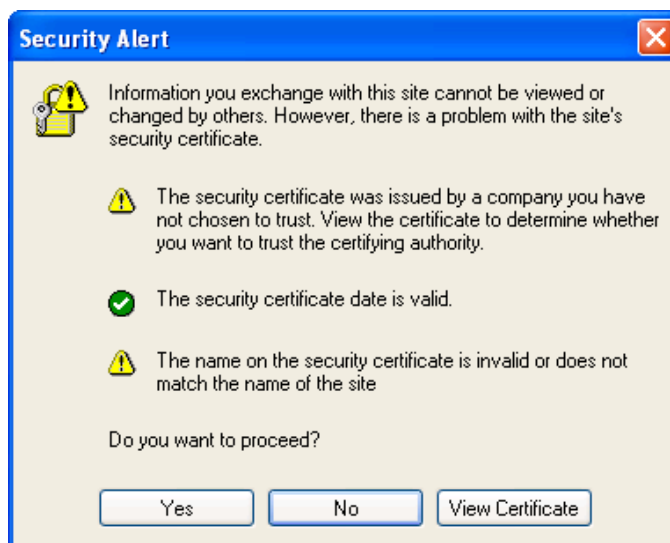 Security Alert
Information you exchange with this site cannot be viewed or
changed by others. However, there is a problem with the site's
security certificate.
The security certificate was issued by a company you have
not chosen to trust. View the certificate to determine whether
you want to trust the certifying authority.
The security certificate date is valid.
The name on the security certificate is invalid or does not
match the name of the site
Do you want to proceed?
Yes No View Certificate